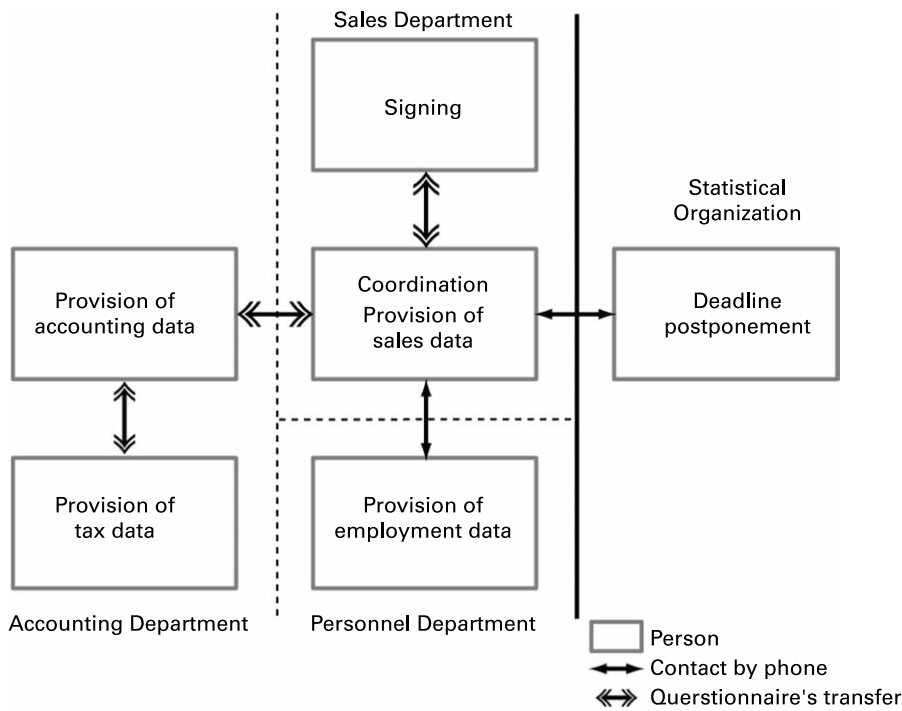 Sales Department
Signing
Statistical
Organization
Provision of
accounting data
Coordination
Provision of
sales data
Deadline
postponement
Provision of
tax data
Provision of
employment data
Accounting Department
Personnel Department
Person
Contact by phone
Querstionnaire's transfer